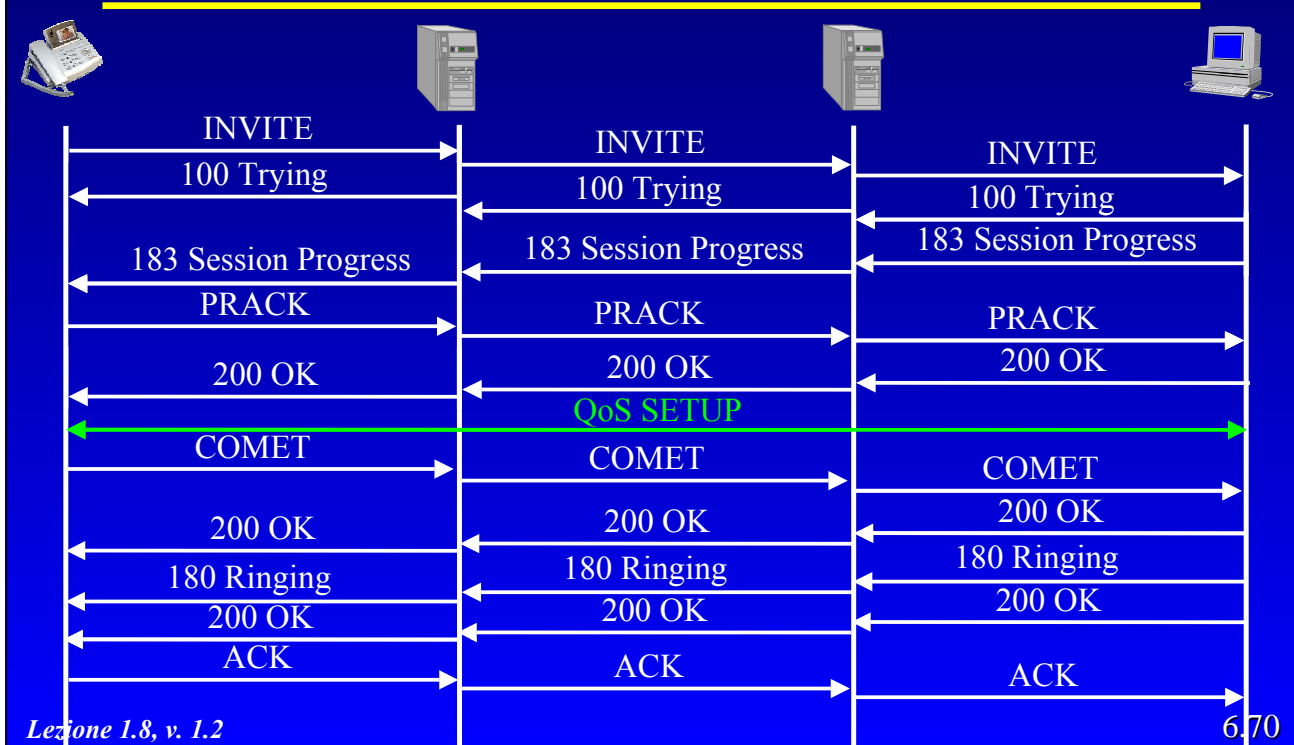 INVITE INVITE INVITE
100 Trying 100 Trying 100 Trying
183 Session Progress 183 Session Progress 183 Session Progress
PRACK PRACK PRACK
200 OK 200 OK 200 OK
QoS SETUP
COMET COMET COMET
200 OK 200 OK 200 OK
180 Ringing 180 Ringing 180 Ringing
200 OK 200 OK 200 OK
ACK ACK ACK
Lezione 1.8, v. 1.2 6.70